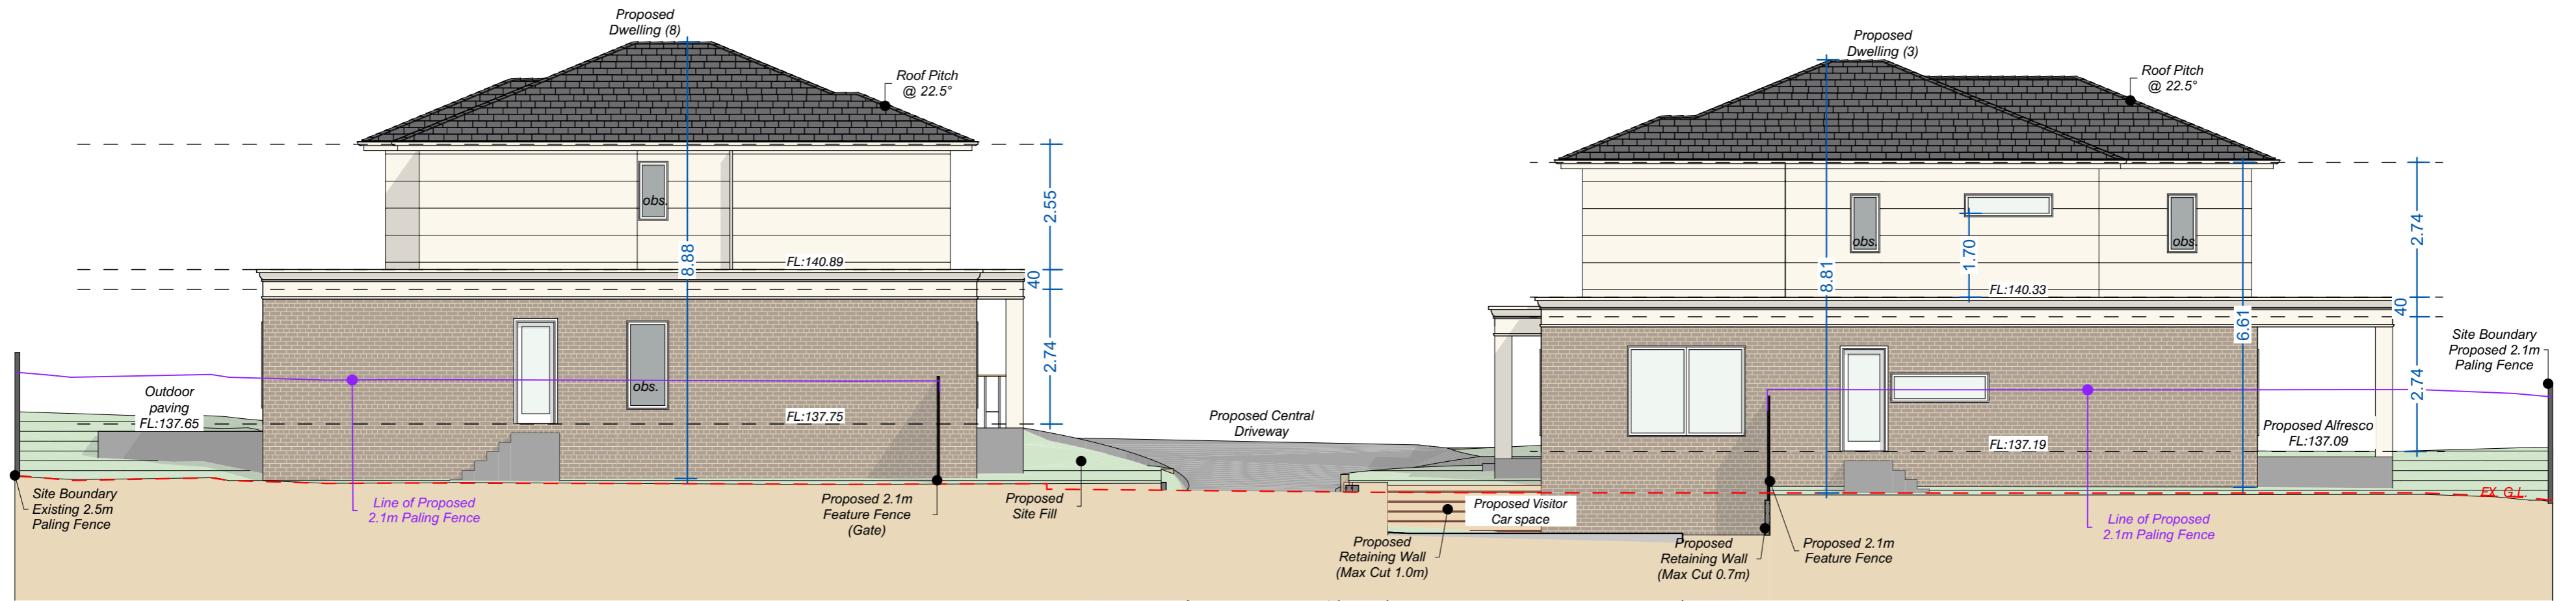 Proposed
Dwelling (8)
Roof Pitch
@ 22.5°
obs.
8.88
FL:140.89
2.55
40
2.74
obs.
FL:137.75
Outdoor
paving
FL:137.65
Site Boundary
Existing 2.5m
Paling Fence
Line of Proposed
2.1m Paling Fence
Proposed 2.1m
Feature Fence
(Gate)
Proposed
Site Fill
Proposed Central
Driveway
Proposed
Dwelling (3)
Roof Pitch
@ 22.5°
obs.
obs.
1.70
8.81
FL:140.33
6.61
2.74
40
2.74
FL:137.19
Proposed Alfresco
FL:137.09
Site Boundary
Proposed 2.1m
Paling Fence
EX. G.L.
Proposed Visitor
Car space
Proposed
Retaining Wall
(Max Cut 1.0m)
Proposed
Retaining Wall
(Max Cut 0.7m)
Proposed 2.1m
Feature Fence
Line of Proposed
2.1m Paling Fence